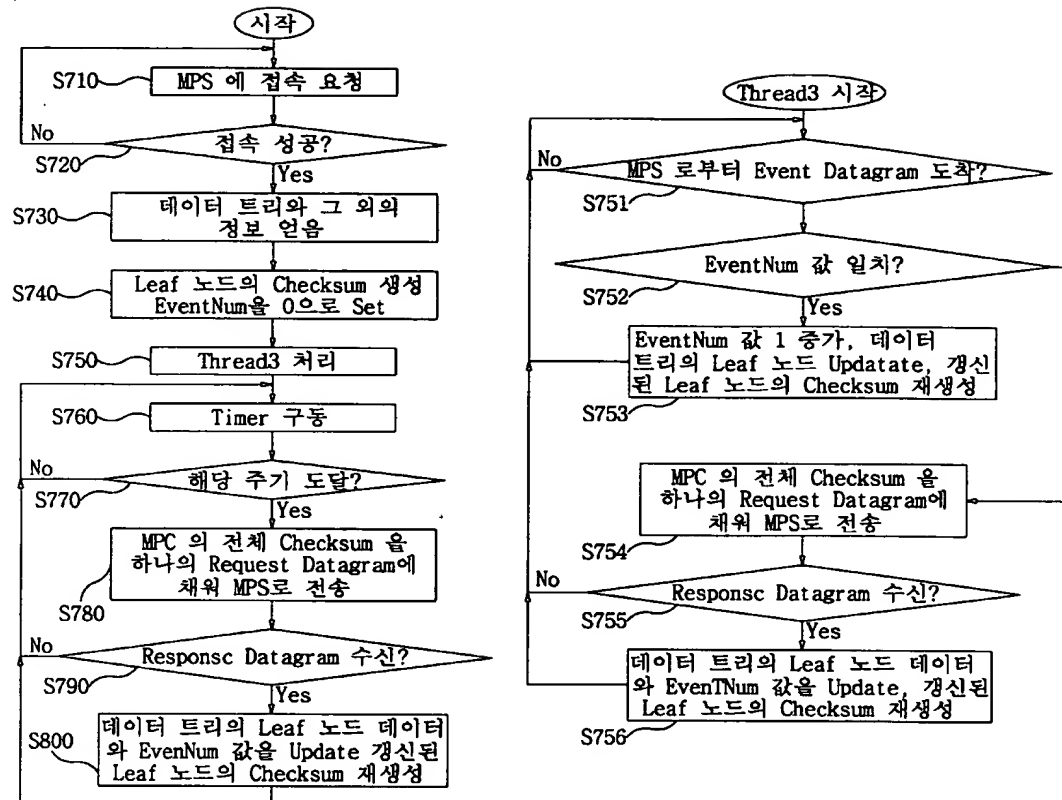 시작
S710
MPS 에 접속 요청
No
접속 성공?
S720
Yes
S730
데이터 트리와 그 외의
정보 얻음
S740
Leaf 노드의 Checksum 생성
EventNum을 0으로 Set
S750
Thread3 처리
S760
Timer 구동
No
해당 주기 도달?
S770
Yes
MPC 의 전체 Checksum 을
하나의 Request Datagram에
채워 MPS로 전송
S780
No
Responsc Datagram 수신?
S790
Yes
S800
데이터 트리의 Leaf 노드 데이터
와 EvenNum 값을 Update 갱신된
Leaf 노드의 Checksum 재생성
Thread3 시작
No
MPS 로부터 Event Datagram 도착?
S751
EventNum 값 일치?
S752
Yes
EventNum 값 1 증가, 데이터
트리의 Leaf 노드 Updatate, 갱신
된 Leaf 노드의 Checksum 재생성
S753
MPC 의 전체 Checksum 을
하나의 Request Datagram에
채워 MPS로 전송
S754
No
Responsc Datagram 수신?
S755
Yes
데이터 트리의 Leaf 노드 데이터
와 EvenTNum 값을 Update, 갱신된
Leaf 노드의 Checksum 재생성
S756